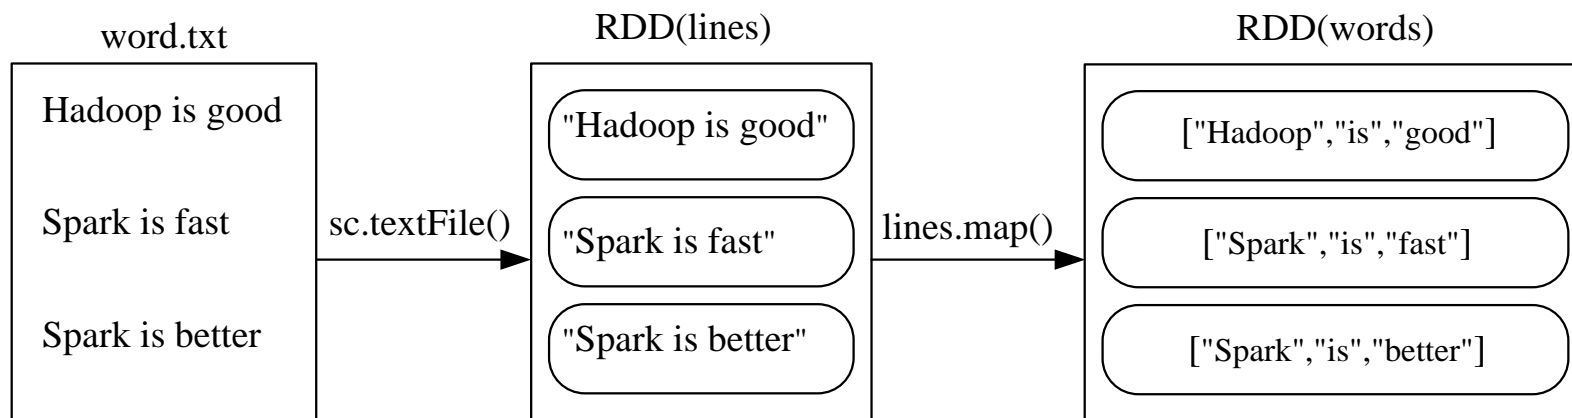 word.txt
Hadoop is good
Spark is fast
Spark is better
sc.textFile()
RDD(lines)
"Hadoop is good"
"Spark is fast"
"Spark is better"
lines.map()
RDD(words)
["Hadoop","is","good"]
["Spark","is","fast"]
["Spark","is","better"]